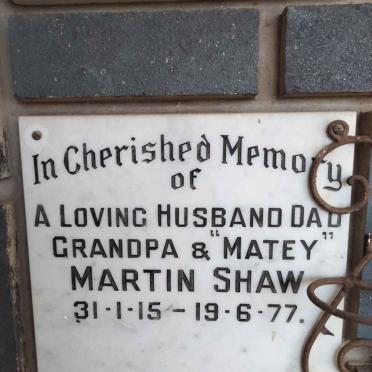 In Cherished Memory
of
A LOVING HUSBAND DAD
GRANDPA & "MATEY"
MARTIN SHAW
31·1·15 – 19·6·77.